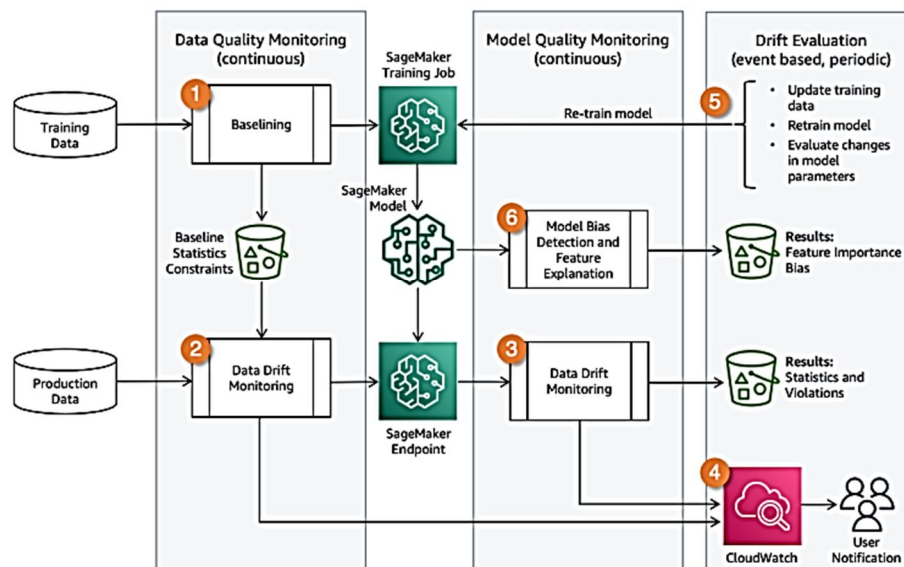 Data Quality Monitoring
(continuous)
SageMaker
Training Job
Model Quality Monitoring
(continuous)
Drift Evaluation
(event based, periodic)
1
Training
Data
Baselining
Re-train model
5
• Update training
data
• Retrain model
• Evaluate changes
in model
parameters
SageMaker
Model
Baseline
Statistics
Constraints
6
Model Bias
Detection and
Feature
Explanation
Results:
Feature Importance
Bias
2
Production
Data
Data Drift
Monitoring
SageMaker
Endpoint
3
Data Drift
Monitoring
Results:
Statistics and
Violations
4
CloudWatch
User
Notification